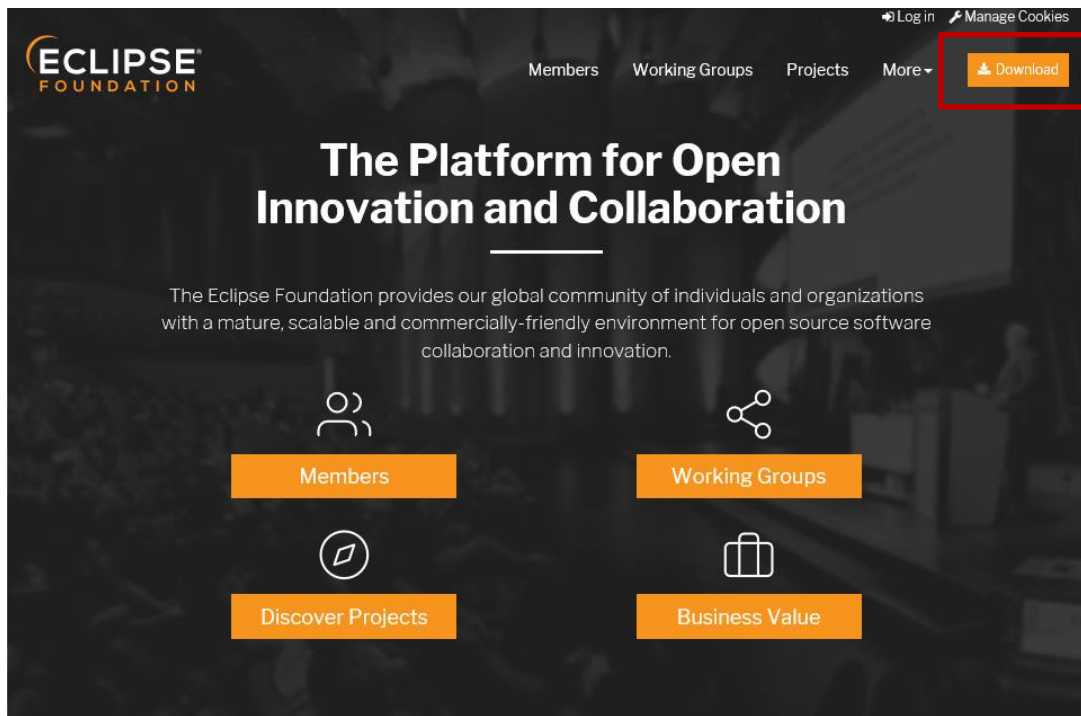 Log in Manage Cookies
ECLIPSE®
FOUNDATION
Members Working Groups Projects More Download
The Platform for Open
Innovation and Collaboration
The Eclipse Foundation provides our global community of individuals and organizations
with a mature, scalable and commercially-friendly environment for open source software
collaboration and innovation.
Members Working Groups
Discover Projects Business Value